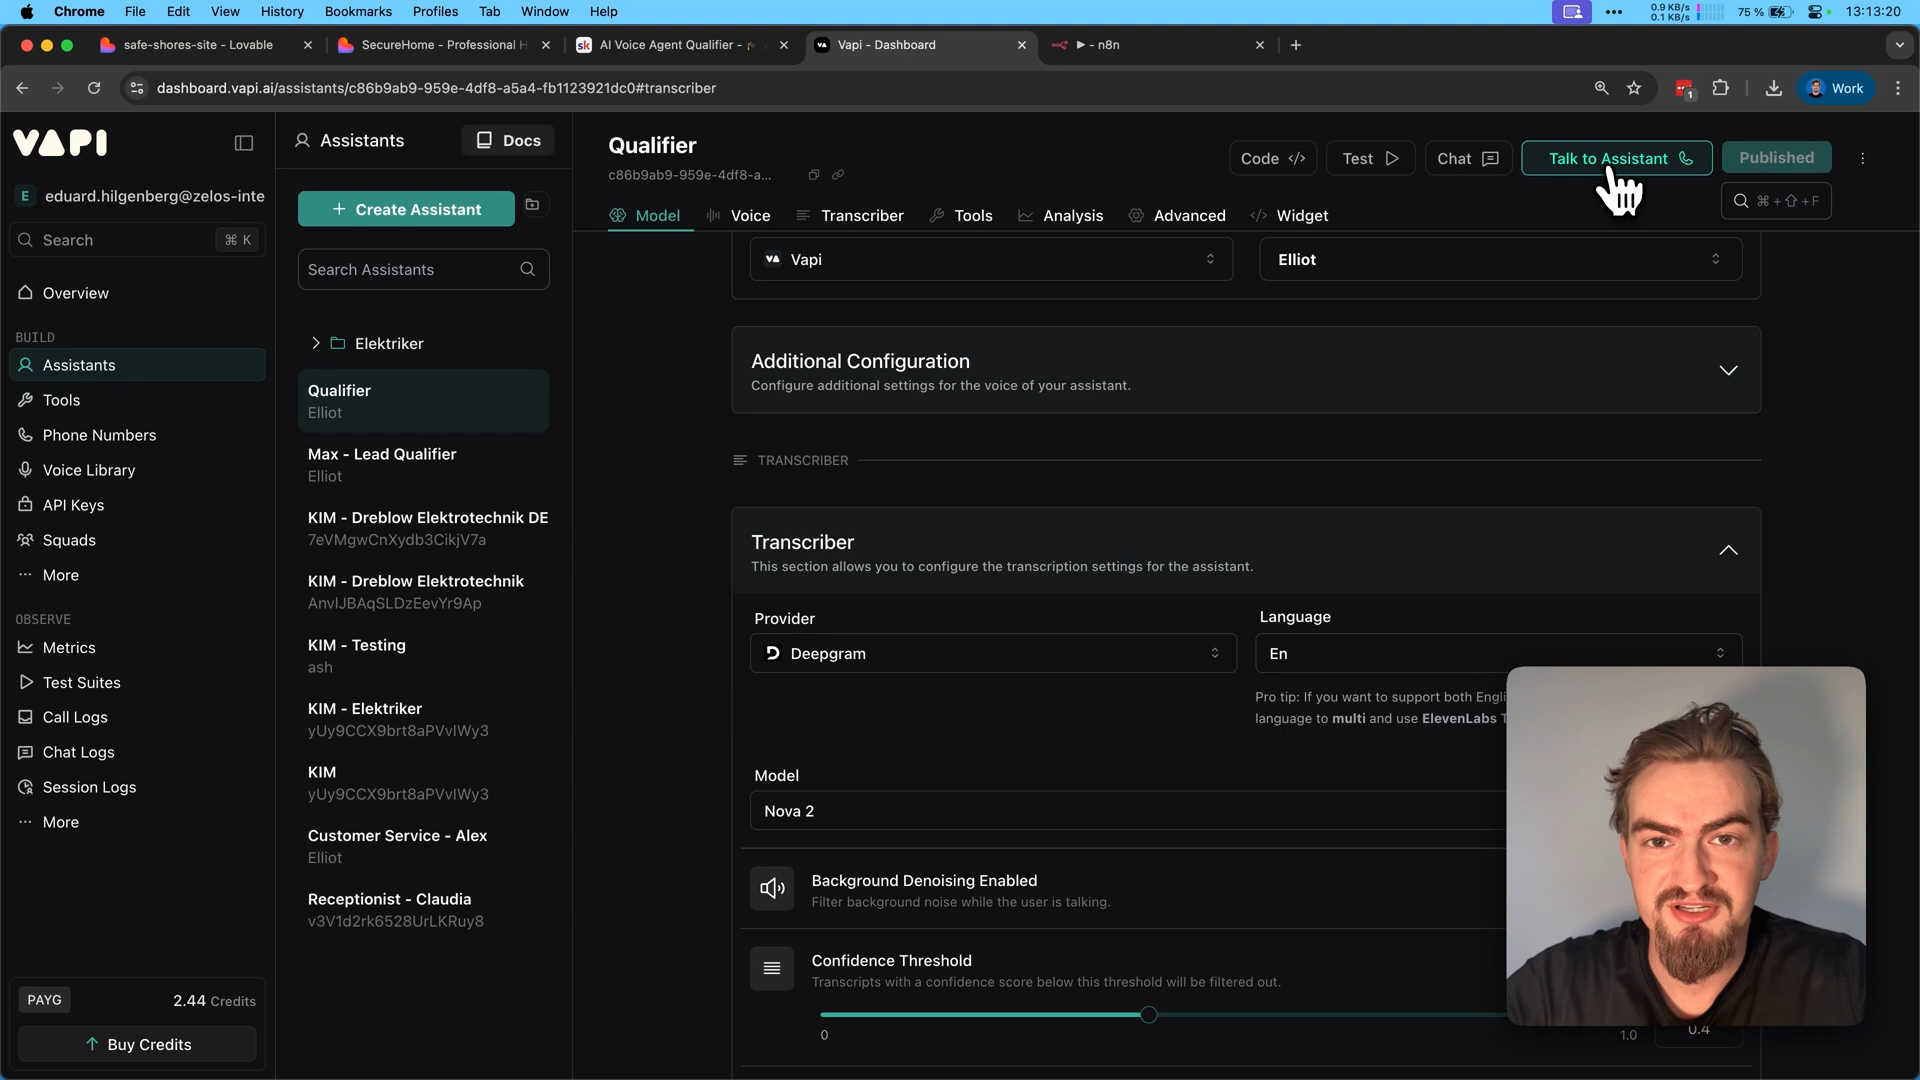 Chrome File Edit View History Bookmarks Profiles Tab Window Help
0.9 KB/s
0.1 KB/s
75 %
13:13:20
safe-shores-site - Lovable
SecureHome - Professional H
sk AI Voice Agent Qualifier -
Vapi - Dashboard
- n8n
dashboard.vapi.ai/assistants/c86b9ab9-959e-4df8-a5a4-fb1123921dc0#transcriber
1
Work
VAPI
E eduard.hilgenberg@zelos-inte
Search ⌘ K
Overview
BUILD
Assistants
Tools
Phone Numbers
Voice Library
API Keys
Squads
More
OBSERVE
Metrics
Test Suites
Call Logs
Chat Logs
Session Logs
More
PAYG 2.44 Credits
Buy Credits
Assistants
Docs
+ Create Assistant
Search Assistants
Elektriker
Qualifier
Elliot
Max - Lead Qualifier
Elliot
KIM - Dreblow Elektrotechnik DE
7eVMgwCnXydb3CikjV7a
KIM - Dreblow Elektrotechnik
AnvlJBAqSLDzEevYr9Ap
KIM - Testing
ash
KIM - Elektriker
yUy9CCX9brt8aPVvIWy3
KIM
yUy9CCX9brt8aPVvIWy3
Customer Service - Alex
Elliot
Receptionist - Claudia
v3V1d2rk6528UrLKRuy8
Qualifier
c86b9ab9-959e-4df8-a...
Code
Test
Chat
Talk to Assistant
Published
⌘+⇧+F
Model
Voice
Transcriber
Tools
Analysis
Advanced
Widget
Vapi
Elliot
Additional Configuration
Configure additional settings for the voice of your assistant.
TRANSCRIBER
Transcriber
This section allows you to configure the transcription settings for the assistant.
Provider
Language
Deepgram
En
Pro tip: If you want to support both Engli
language to multi and use ElevenLabs T
Model
Nova 2
Background Denoising Enabled
Filter background noise while the user is talking.
Confidence Threshold
Transcripts with a confidence score below this threshold will be filtered out.
0
1.0
0.4